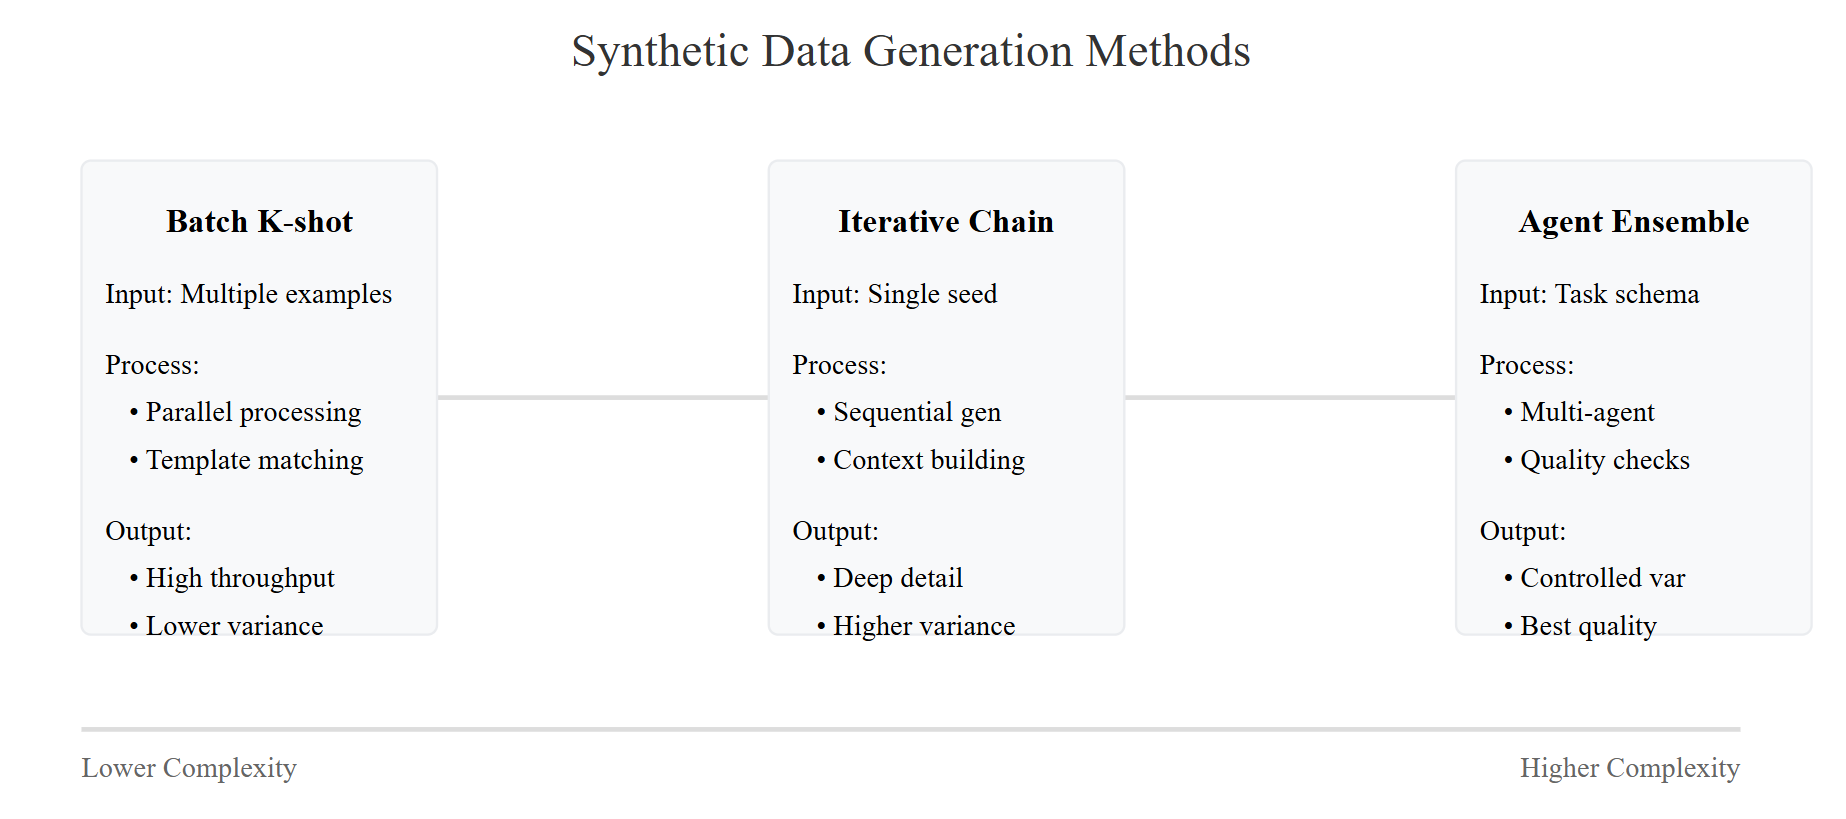 Synthetic Data Generation Methods
Batch K-shot
Input: Multiple examples
Process:
• Parallel processing
• Template matching
Output:
• High throughput
• Lower variance
Iterative Chain
Input: Single seed
Process:
• Sequential gen
• Context building
Output:
• Deep detail
• Higher variance
Agent Ensemble
Input: Task schema
Process:
• Multi-agent
• Quality checks
Output:
• Controlled var
• Best quality
Lower Complexity
Higher Complexity